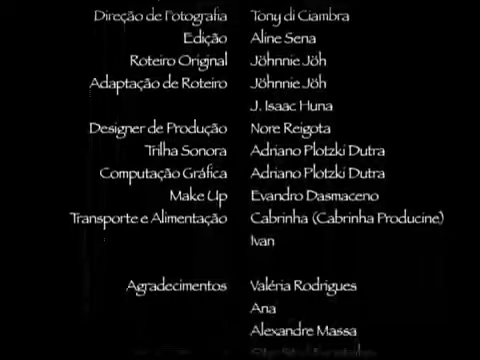 Direção de Fotografia Tony di Ciambra
Edição Aline Sena
Roteiro Original Jöhnnie Jöh
Adaptação de Roteiro Jöhnnie Jöh
J. Isaac Huna
Designer de Produção Nore Reigota
Trilha Sonora Adriano Plotzki Dutra
Computação Gráfica Adriano Plotzki Dutra
Make Up Evandro Dasmaceno
Transporte e Alimentação Cabrinha (Cabrinha Producine)
Ivan
Agradecimentos Valéria Rodrigues
Ana
Alexandre Massa